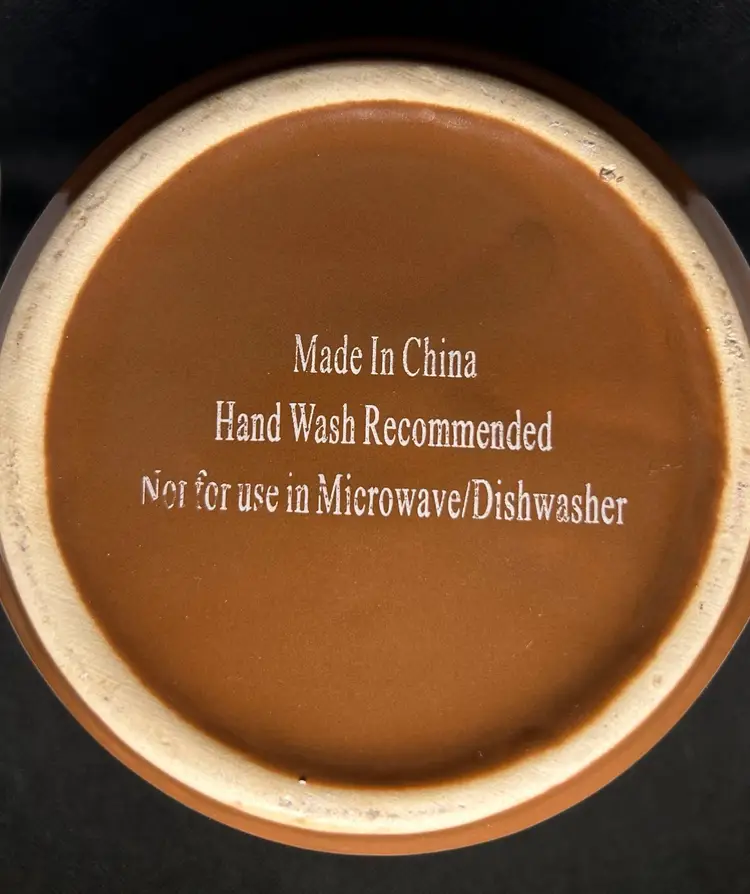 Made In China
Hand Wash Recommended
Not for use in Microwave/Dishwasher